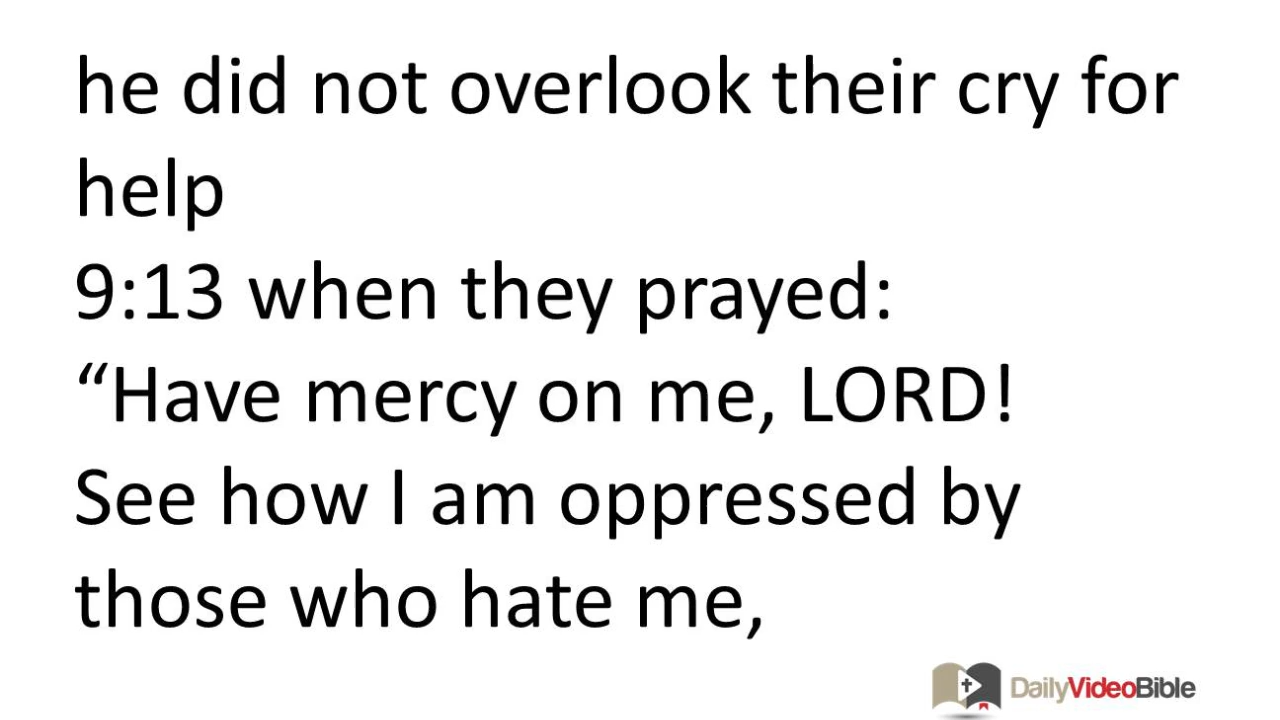 he did not overlook their cry for
help
9:13 when they prayed:
“Have mercy on me, LORD!
See how I am oppressed by
those who hate me,
DailyVideoBible